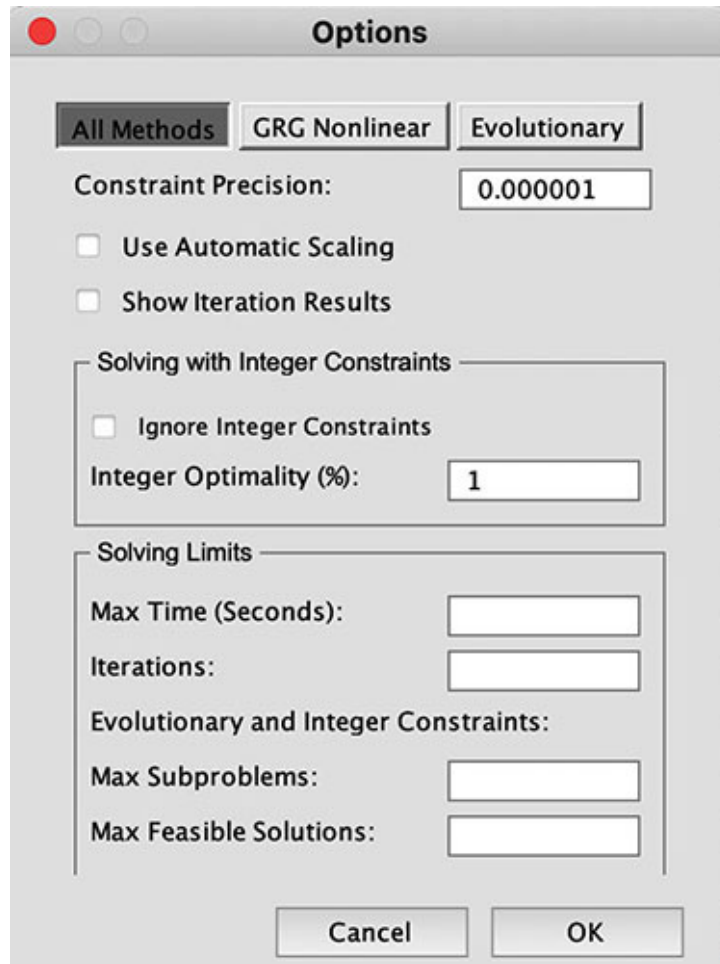 Options
All Methods GRG Nonlinear Evolutionary
Constraint Precision: 0.000001
Use Automatic Scaling
Show Iteration Results
Solving with Integer Constraints
Ignore Integer Constraints
Integer Optimality (%): 1
Solving Limits
Max Time (Seconds):
Iterations:
Evolutionary and Integer Constraints:
Max Subproblems:
Max Feasible Solutions:
Cancel OK